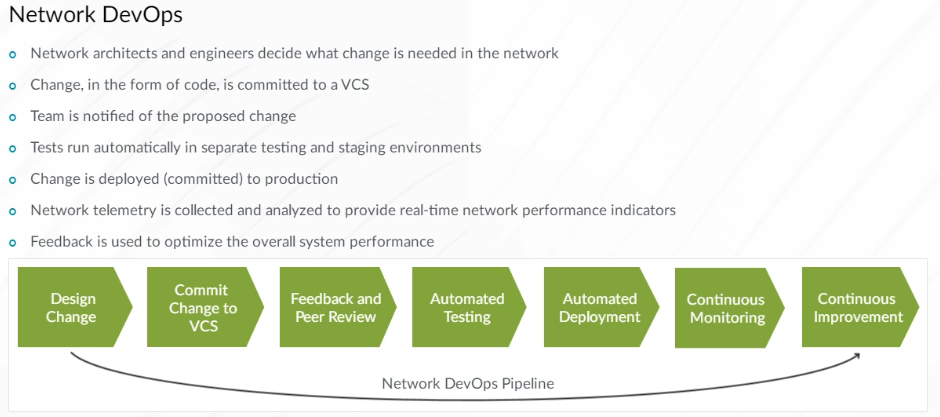 Network DevOps
Network architects and engineers decide what change is needed in the network
Change, in the form of code, is committed to a VCS
Team is notified of the proposed change
Tests run automatically in separate testing and staging environments
Change is deployed (committed) to production
Network telemetry is collected and analyzed to provide real-time network performance indicators
Feedback is used to optimize the overall system performance
Design
Change
Commit
Change to
VCS
Feedback and
Peer Review
Automated
Testing
Automated
Deployment
Continuous
Monitoring
Continuous
Improvement
Network DevOps Pipeline